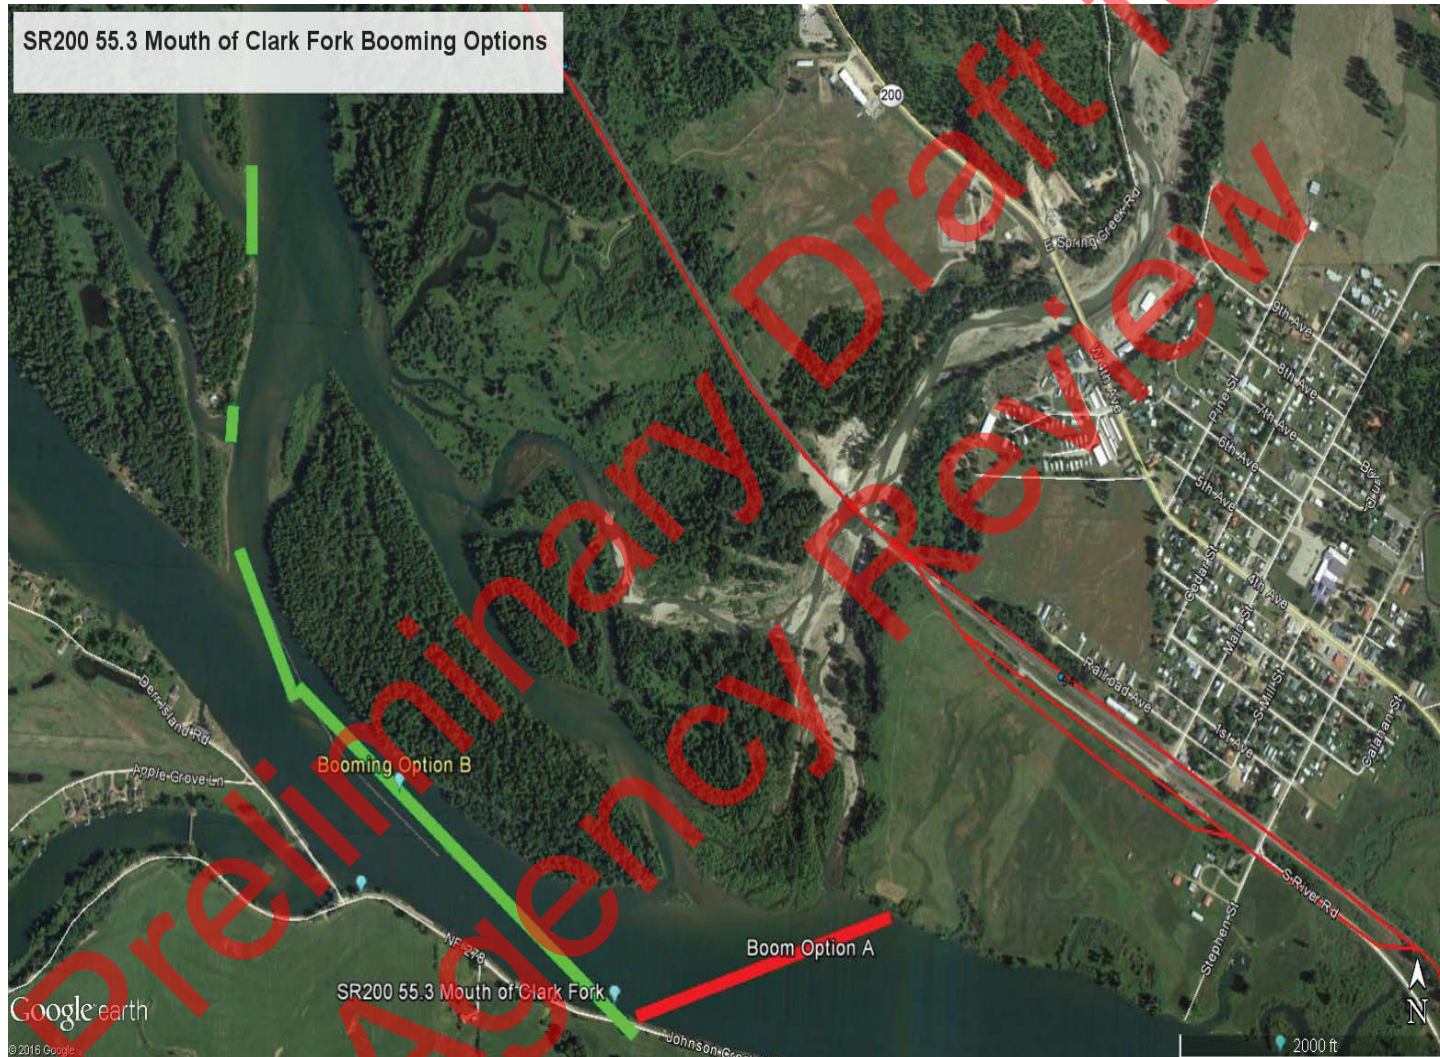 SR200 55.3 Mouth of Clark Fork Booming Options
200
E Spring Creek Rd
9th Ave
8th Ave
7th Ave
6th Ave
5th Ave
4th Ave
W 4th Ave
Pine St
Cedar St
Main St
S Mill St
Railroad Ave
1st Ave
Calahan St
Stephen St
S River Rd
Derr Island Rd
Apple Grove Ln
Booming Option B
NF-278
Boom Option A
SR200 55.3 Mouth of Clark Fork
Google earth
© 2016 Google
N
2000 ft
Preliminary Draft
Agency Review